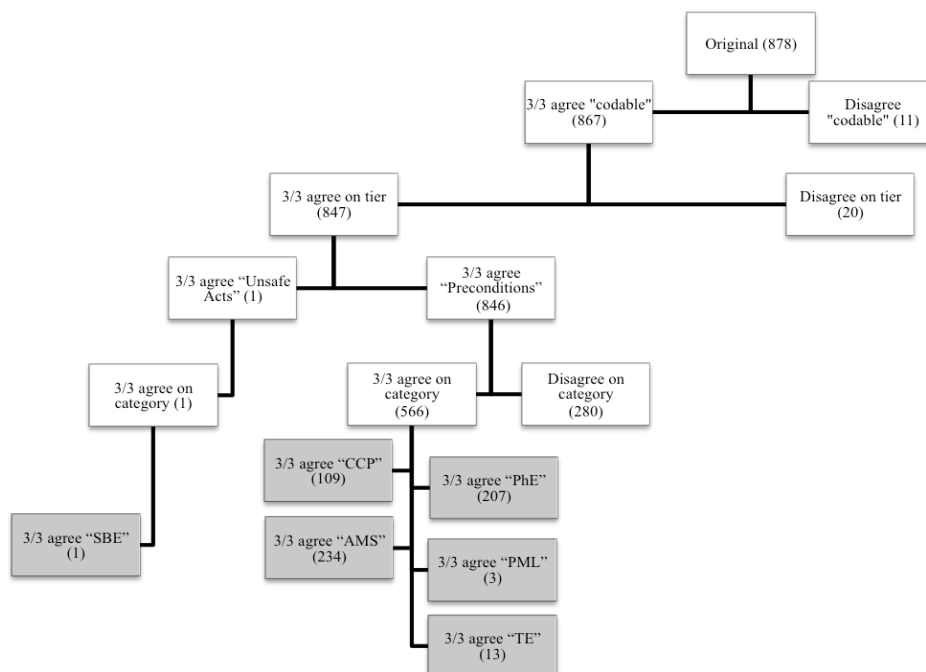 Original (878)
3/3 agree "codable"
(867)
Disagree
"codable" (11)
3/3 agree on tier
(847)
Disagree on tier
(20)
3/3 agree “Unsafe
Acts” (1)
3/3 agree
“Preconditions”
(846)
3/3 agree on
category (1)
3/3 agree on
category
(566)
Disagree on
category
(280)
3/3 agree “CCP”
(109)
3/3 agree “PhE”
(207)
3/3 agree “SBE”
(1)
3/3 agree “AMS”
(234)
3/3 agree “PML”
(3)
3/3 agree “TE”
(13)